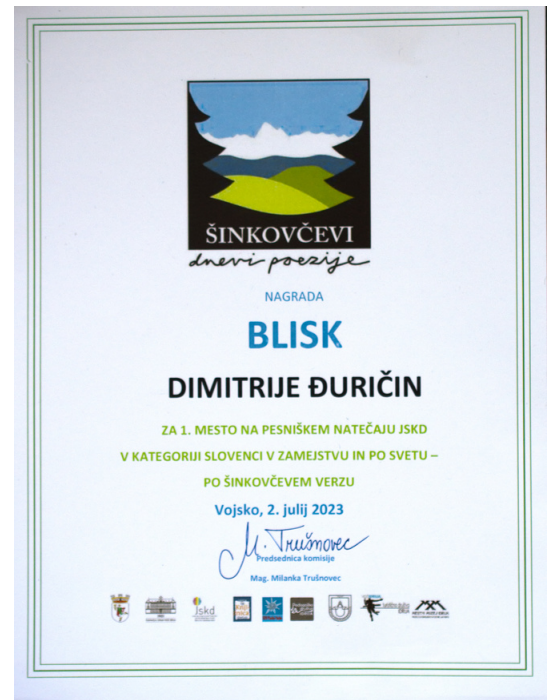 ŠINKOVČEVI
dnevi poezije
NAGRADA
BLISK
DIMITRIJE ĐURIČIN
ZA 1. MESTO NA PESNIŠKEM NATEČAJU JSKD
V KATEGORIJI SLOVENCI V ZAMEJSTVU IN PO SVETU –
PO ŠINKOVČEVEM VERZU
Vojsko, 2. julij 2023
M. Trušnovec
Predsednica komisije
Mag. Milanka Trušnovec
Jskd